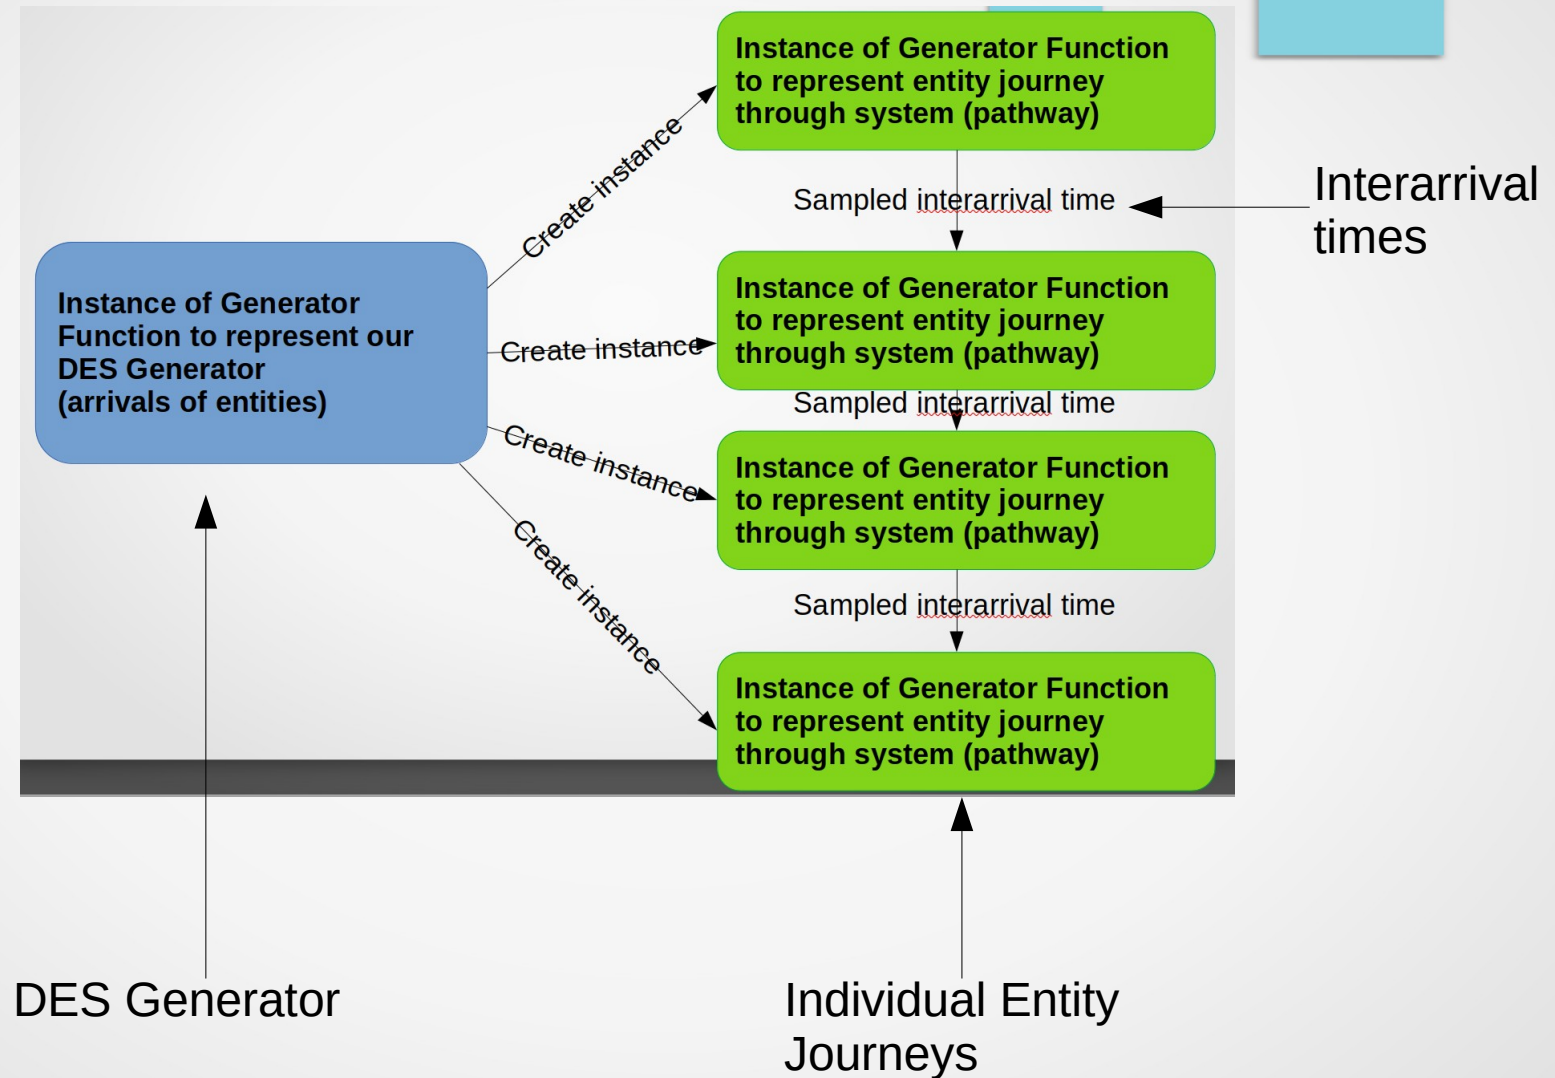 Instance of Generator Function
to represent entity journey
through system (pathway)
Create instance
Sampled interarrival time
Interarrival
times
Instance of Generator
Function to represent our
DES Generator
(arrivals of entities)
Create instance
Instance of Generator Function
to represent entity journey
through system (pathway)
Sampled interarrival time
Create instance
Instance of Generator Function
to represent entity journey
through system (pathway)
Create instance
Sampled interarrival time
Instance of Generator Function
to represent entity journey
through system (pathway)
DES Generator
Individual Entity
Journeys